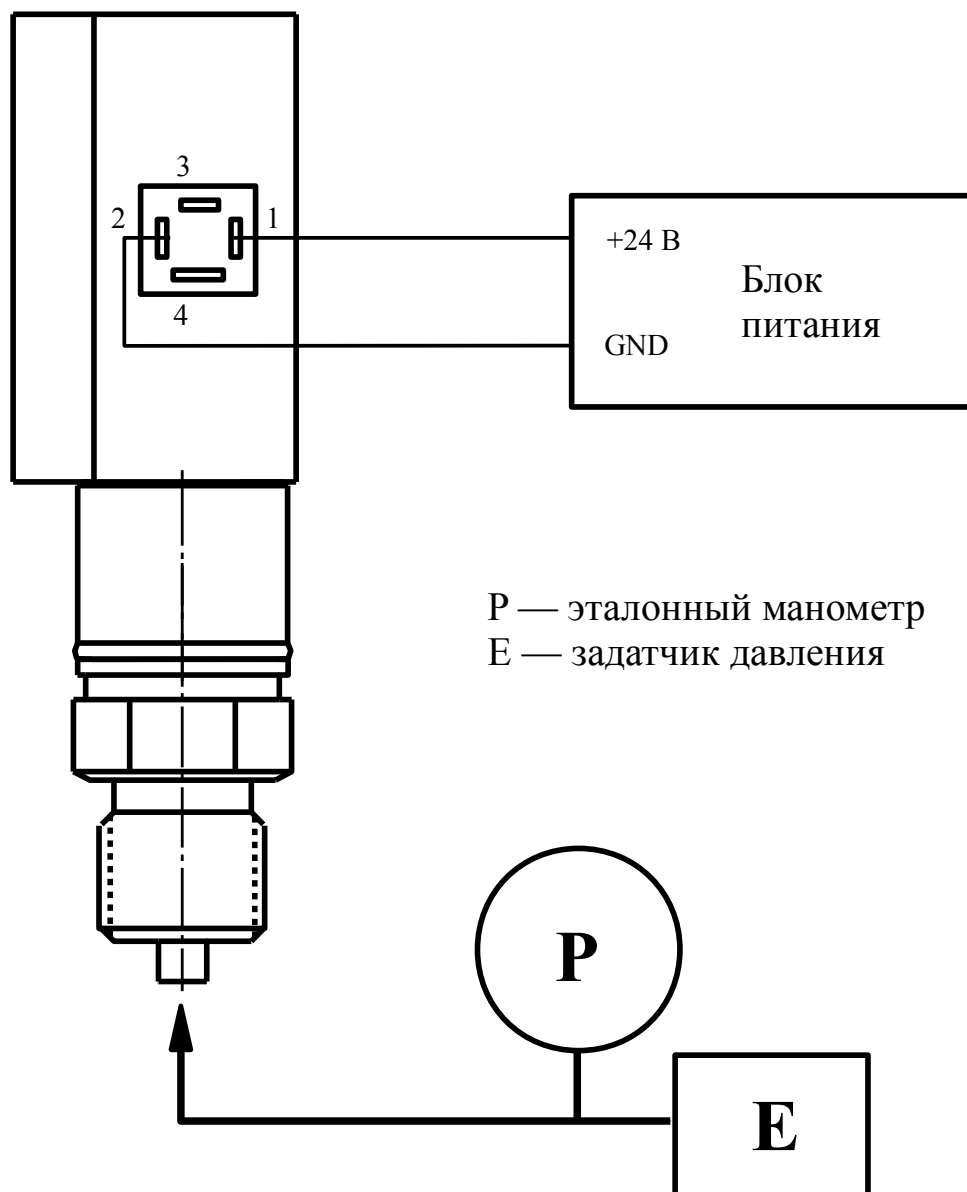 3
2
1
4
+24 В
GND
Блок
питания
P — эталонный манометр
E — задатчик давления
P
E